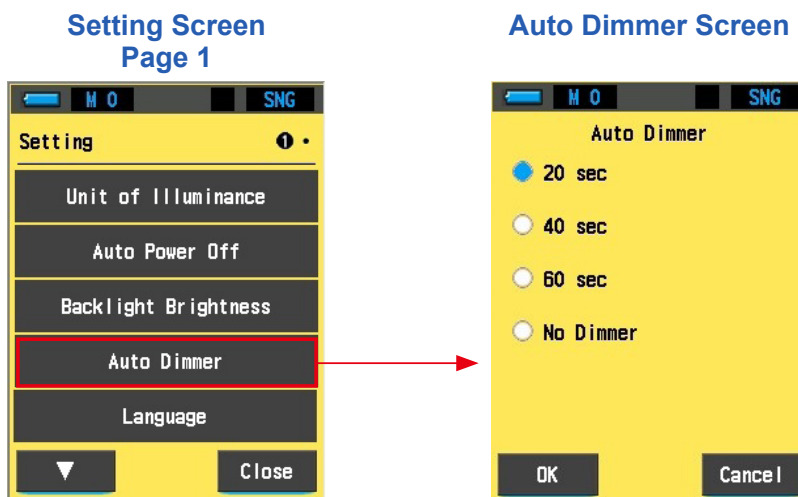 Setting Screen
Page 1
M 0 SNG
Setting ❶ ·
Unit of Illuminance
Auto Power Off
Backlight Brightness
Auto Dimmer
Language
▼ Close
Auto Dimmer Screen
M 0 SNG
Auto Dimmer
20 sec
40 sec
60 sec
No Dimmer
OK Cancel